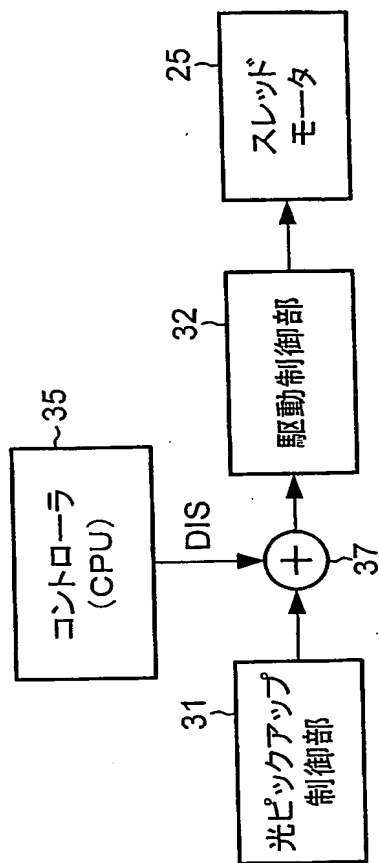 35
コントローラ
(CPU)
DIS
31
光ピックアップ
制御部
37
32
駆動制御部
25
スレッド
モータ